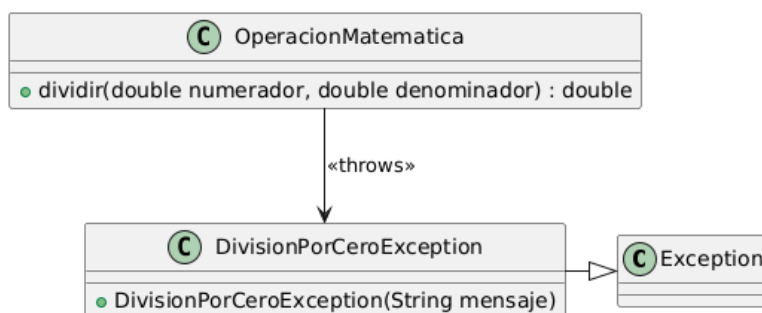 C OperacionMatematica
dividir(double numerador, double denominador) : double
«throws»
C DivisionPorCeroException
C Exception
DivisionPorCeroException(String mensaje)